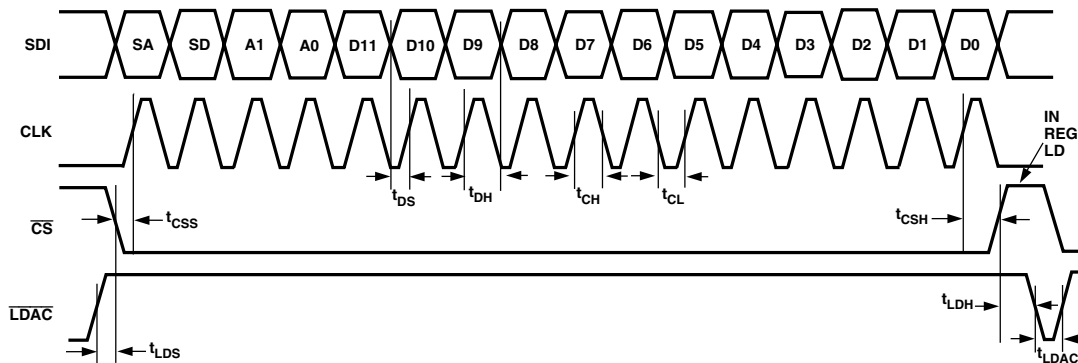 SDI SA SD A1 A0 D11 D10 D9 D8 D7 D6 D5 D4 D3 D2 D1 D0
CLK
IN
REG
LD
tDS tDH tCH tCL
CS tCSS tCSH
LDAC tLDH
tLDS tLDAC